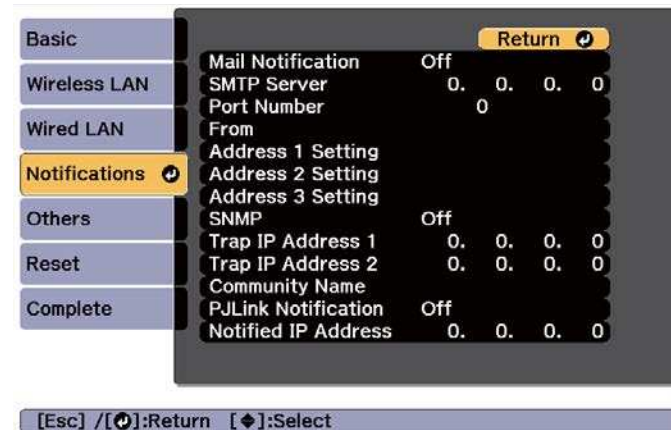 Basic
Wireless LAN
Wired LAN
Notifications
Others
Reset
Complete
Return
Mail Notification Off
SMTP Server 0. 0. 0. 0
Port Number 0
From
Address 1 Setting
Address 2 Setting
Address 3 Setting
SNMP Off
Trap IP Address 1 0. 0. 0. 0
Trap IP Address 2 0. 0. 0. 0
Community Name
PJLink Notification Off
Notified IP Address 0. 0. 0. 0
[Esc] /[⏎]:Return [◆]:Select